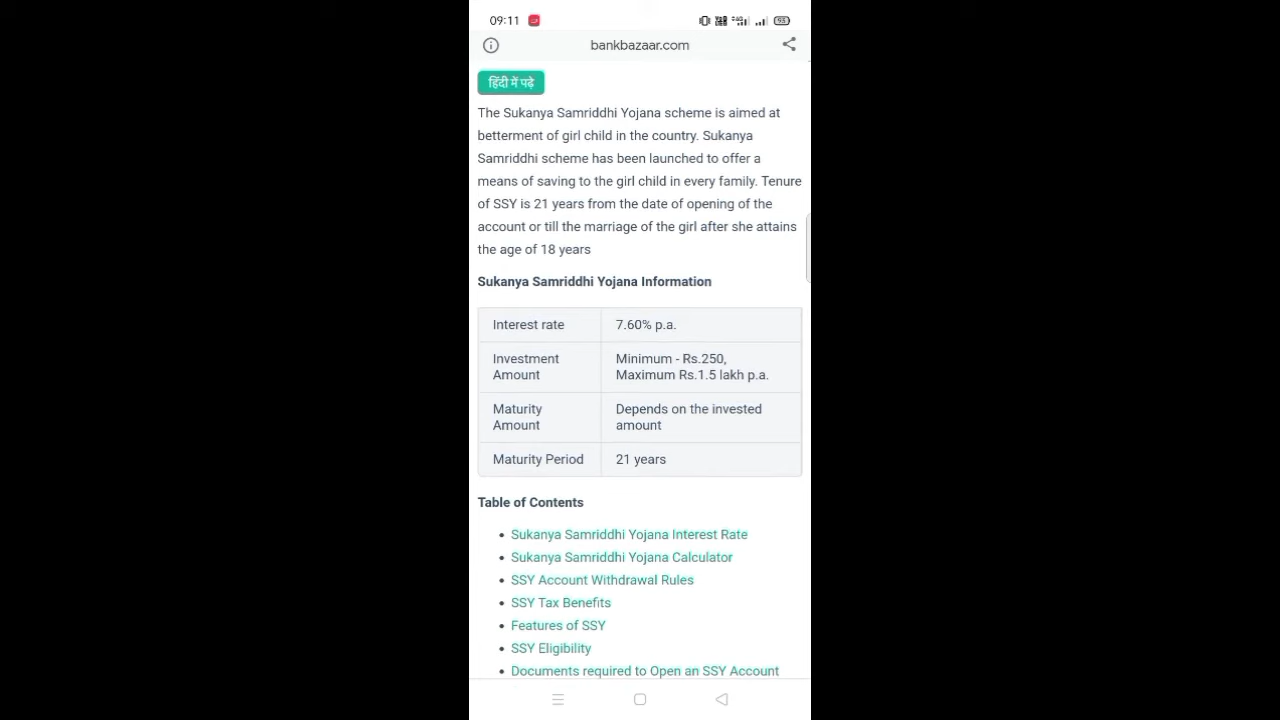 09:11
93
bankbazaar.com
हिंदी में पढ़े
The Sukanya Samriddhi Yojana scheme is aimed at
betterment of girl child in the country. Sukanya
Samriddhi scheme has been launched to offer a
means of saving to the girl child in every family. Tenure
of SSY is 21 years from the date of opening of the
account or till the marriage of the girl after she attains
the age of 18 years
Sukanya Samriddhi Yojana Information
Interest rate 7.60% p.a.
Investment Minimum - Rs.250,
Amount Maximum Rs.1.5 lakh p.a.
Maturity Depends on the invested
Amount amount
Maturity Period 21 years
Table of Contents
• Sukanya Samriddhi Yojana Interest Rate
• Sukanya Samriddhi Yojana Calculator
• SSY Account Withdrawal Rules
• SSY Tax Benefits
• Features of SSY
• SSY Eligibility
• Documents required to Open an SSY Account